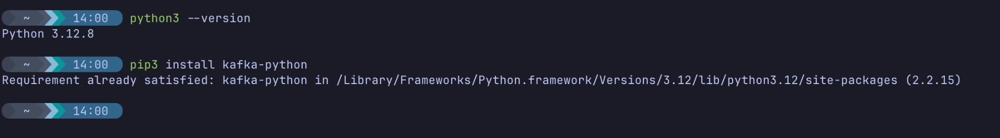 ~ 14:00 python3 --version
Python 3.12.8
~ 14:00 pip3 install kafka-python
Requirement already satisfied: kafka-python in /Library/Frameworks/Python.framework/Versions/3.12/lib/python3.12/site-packages (2.2.15)
~ 14:00